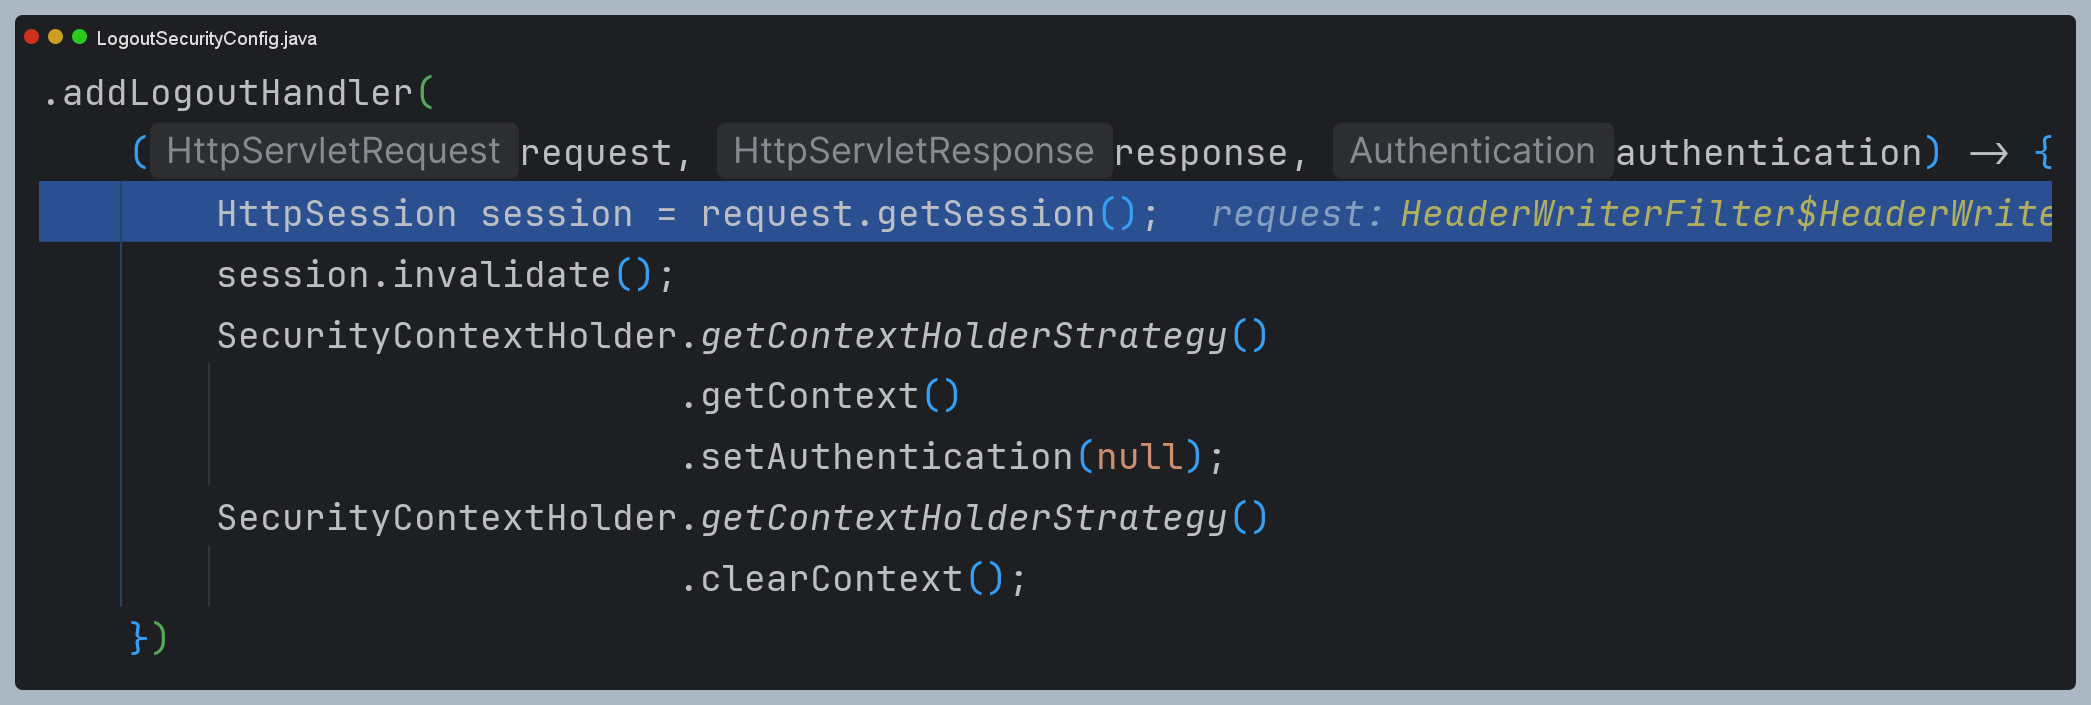 LogoutSecurityConfig.java
.addLogoutHandler(
(HttpServletRequest request, HttpServletResponse response, Authentication authentication) → {
HttpSession session = request.getSession(); request: HeaderWriterFilter$HeaderWrite
session.invalidate();
SecurityContextHolder.getContextHolderStrategy()
.getContext()
.setAuthentication(null);
SecurityContextHolder.getContextHolderStrategy()
.clearContext();
})